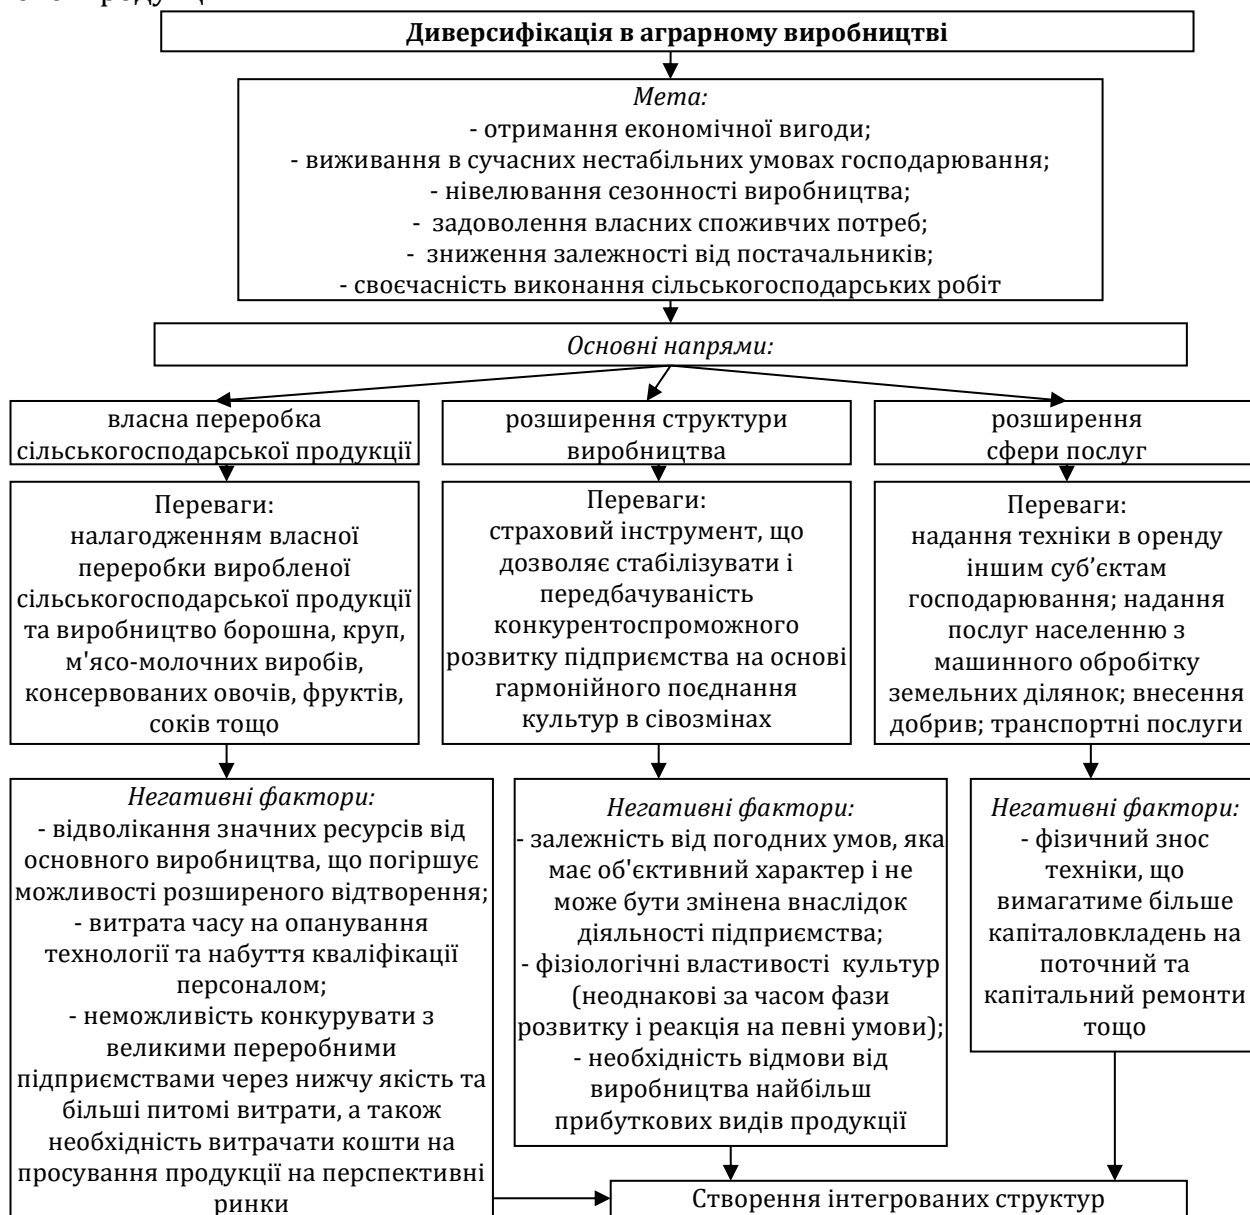 Диверсифікація в аграрному виробництві
Мета:
- отримання економічної вигоди;
- виживання в сучасних нестабільних умовах господарювання;
- нівелювання сезонності виробництва;
- задоволення власних споживчих потреб;
- зниження залежності від постачальників;
- своєчасність виконання сільськогосподарських робіт
Основні напрями:
власна переробка
сільськогосподарської продукції
розширення структури
виробництва
розширення
сфери послуг
Переваги:
налагодженням власної
переробки виробленої
сільськогосподарської продукції
та виробництво борошна, круп,
м'ясо-молочних виробів,
консервованих овочів, фруктів,
соків тощо
Переваги:
страховий інструмент, що
дозволяє стабілізувати і
передбачуваність
конкурентоспроможного
розвитку підприємства на основі
гармонійного поєднання
культур в сівозмінах
Переваги:
надання техніки в оренду
іншим суб’єктам
господарювання; надання
послуг населенню з
машинного обробітку
земельних ділянок; внесення
добрив; транспортні послуги
Негативні фактори:
- відволікання значних ресурсів від
основного виробництва, що погіршує
можливості розширеного відтворення;
- витрата часу на опанування
технології та набуття кваліфікації
персоналом;
- неможливість конкурувати з
великими переробними
підприємствами через нижчу якість та
більші питомі витрати, а також
необхідність витрачати кошти на
просування продукції на перспективні
ринки
Негативні фактори:
- залежність від погодних умов, яка
має об'єктивний характер і не
може бути змінена внаслідок
діяльності підприємства;
- фізіологічні властивості культур
(неоднакові за часом фази
розвитку і реакція на певні умови);
- необхідність відмови від
виробництва найбільш
прибуткових видів продукції
Негативні фактори:
- фізичний знос
техніки, що
вимагатиме більше
капіталовкладень на
поточний та
капітальний ремонти
тощо
Створення інтегрованих структур